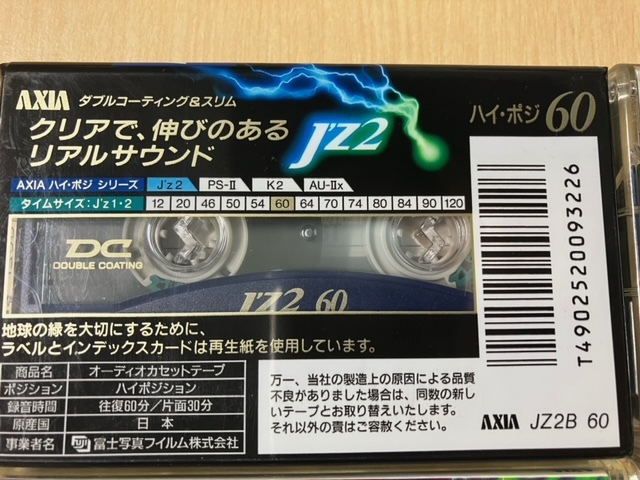 AXIA ダブルコーティング&スリム
クリアで、伸びのある
リアルサウンド
J'z2
ハイ・ポジ 60
AXIA ハイ・ポジ シリーズ J'z2 PS-II K2 AU-IIx
タイムサイズ:J'z1・2 12 20 46 50 54 60 64 70 74 80 84 90 120
DC
DOUBLE COATING
J'Z2 60
地球の緑を大切にするために、
ラベルとインデックスカードは再生紙を使用しています。
商品名 オーディオカセットテープ
ポジション ハイポジション
録音時間 往復60分/片面30分
原産国 日本
事業者名 富士写真フイルム株式会社
万一、当社の製造上の原因による品質
不良がありました場合は、同数の新し
いテープとお取り替えいたします。
それ以外の責はご容赦ください。
T4902520093226
AXIA JZ2B 60